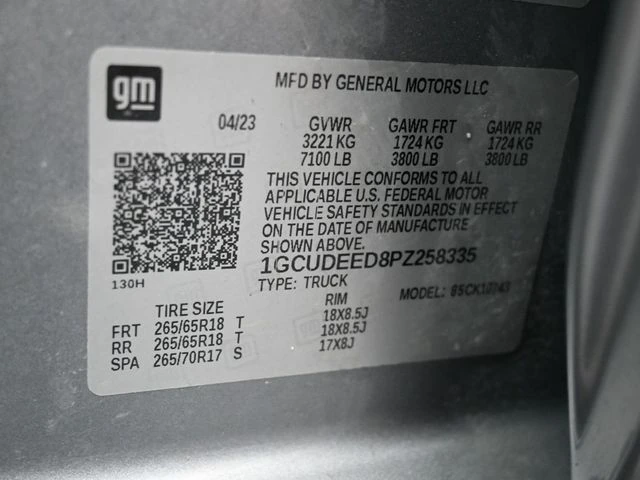 gm
MFD BY GENERAL MOTORS LLC
04/23 GVWR GAWR FRT GAWR RR
3221 KG 1724 KG 1724 KG
7100 LB 3800 LB 3800 LB
THIS VEHICLE CONFORMS TO ALL
APPLICABLE U.S. FEDERAL MOTOR
VEHICLE SAFETY STANDARDS IN EFFECT
ON THE DATE OF MANUFACTURE
SHOWN ABOVE.
1GCUDEED8PZ258335
130H
TYPE: TRUCK MODEL:
TIRE SIZE RIM
FRT 265/65R18 T 18X8.5J
RR 265/65R18 T 18X8.5J
SPA 265/70R17 S 17X8J